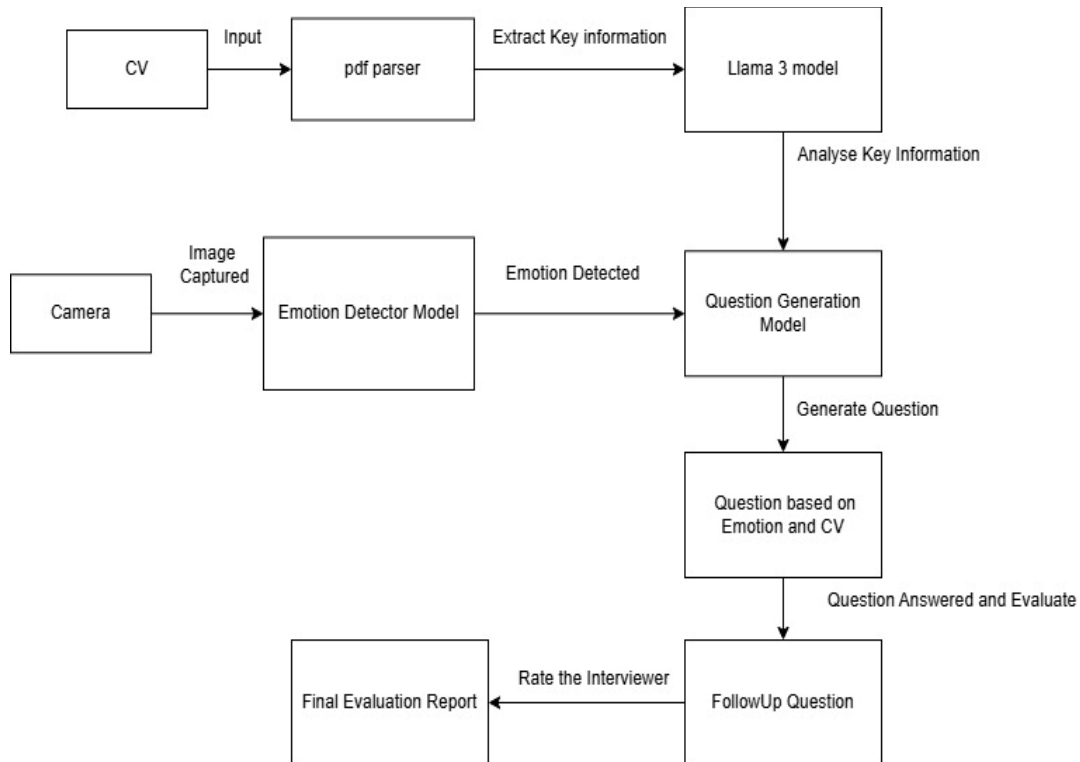 CV
Input
pdf parser
Extract Key information
Llama 3 model
Analyse Key Information
Camera
Image
Captured
Emotion Detector Model
Emotion Detected
Question Generation
Model
Generate Question
Question based on
Emotion and CV
Question Answered and Evaluate
FollowUp Question
Rate the Interviewer
Final Evaluation Report